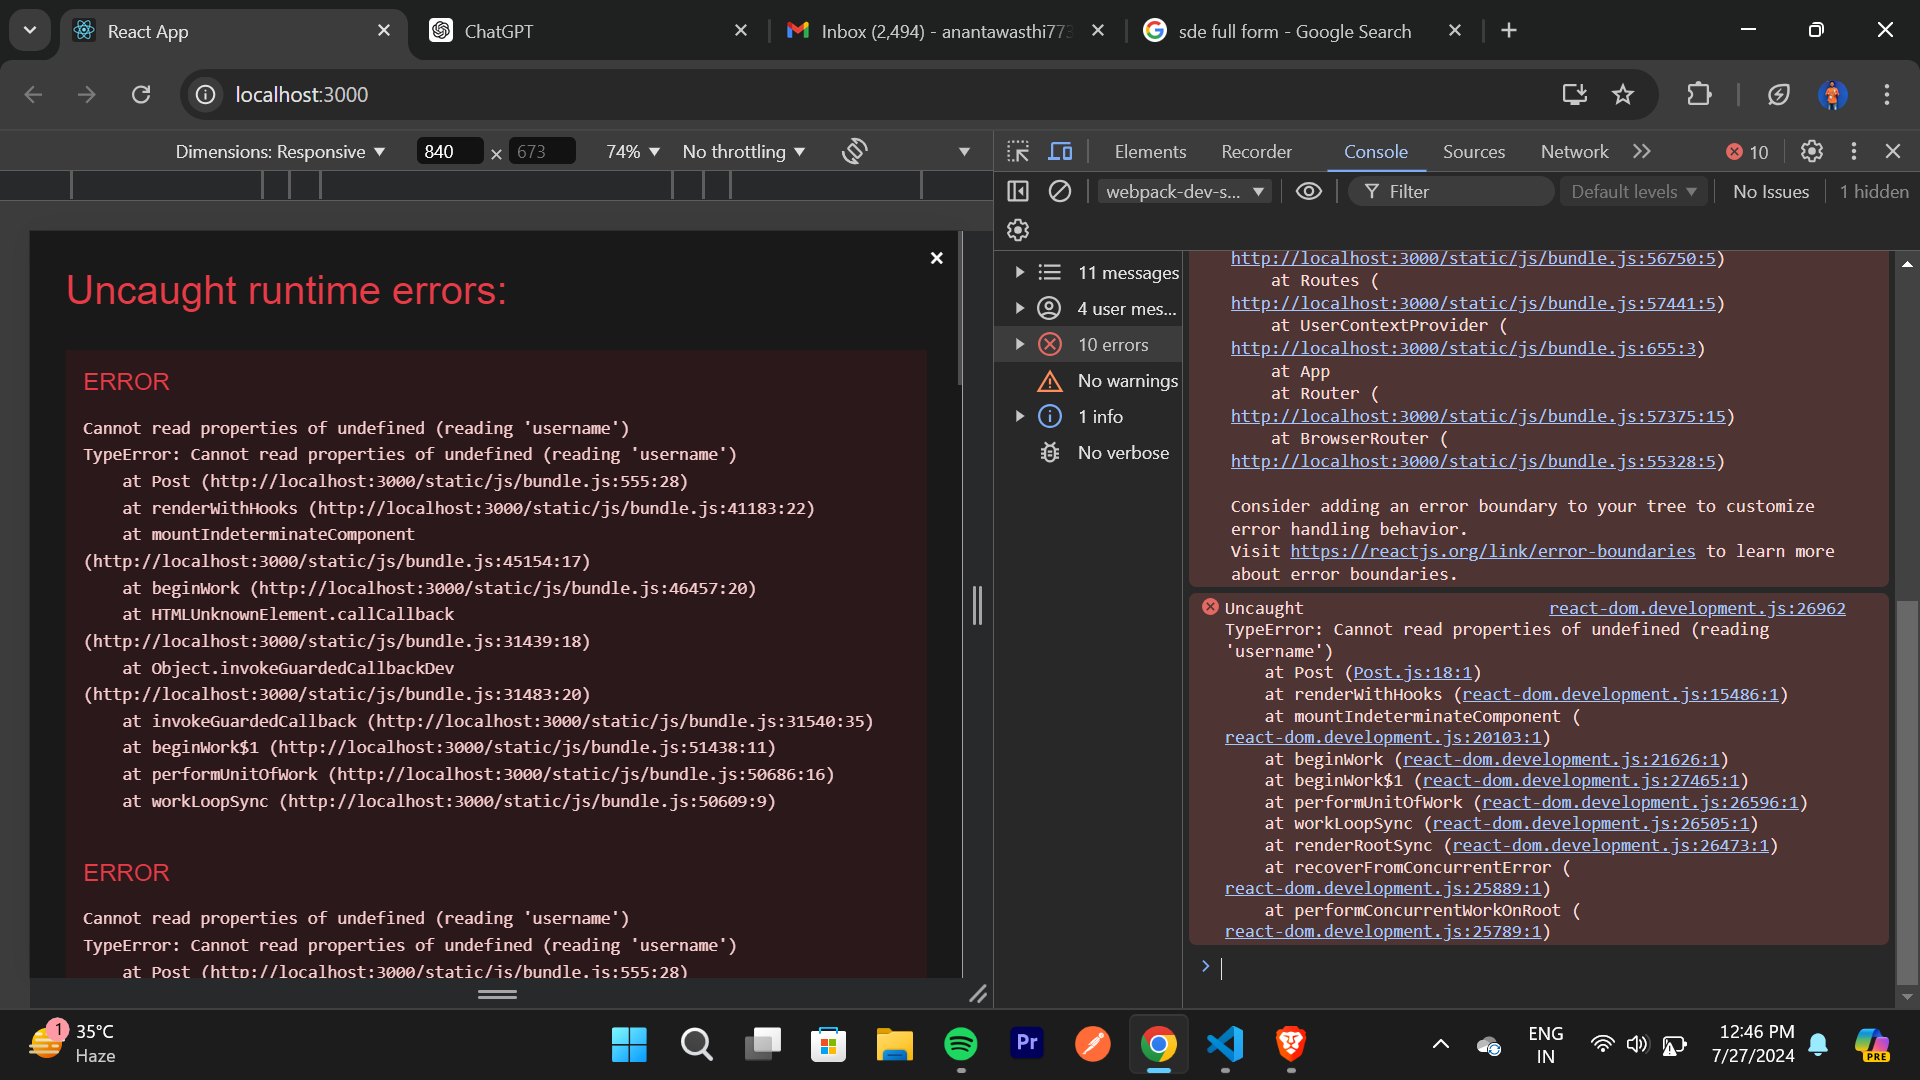 React App
ChatGPT
Inbox (2,494) - anantawasthi773
sde full form - Google Search
localhost:3000
Dimensions: Responsive
840
×
673
74%
No throttling
Elements
Recorder
Console
Sources
Network
10
webpack-dev-s...
Filter
Default levels
No Issues
1 hidden
Uncaught runtime errors:
ERROR
Cannot read properties of undefined (reading 'username')
TypeError: Cannot read properties of undefined (reading 'username')
at Post (http://localhost:3000/static/js/bundle.js:555:28)
at renderWithHooks (http://localhost:3000/static/js/bundle.js:41183:22)
at mountIndeterminateComponent
(http://localhost:3000/static/js/bundle.js:45154:17)
at beginWork (http://localhost:3000/static/js/bundle.js:46457:20)
at HTMLUnknownElement.callCallback
(http://localhost:3000/static/js/bundle.js:31439:18)
at Object.invokeGuardedCallbackDev
(http://localhost:3000/static/js/bundle.js:31483:20)
at invokeGuardedCallback (http://localhost:3000/static/js/bundle.js:31540:35)
at beginWork$1 (http://localhost:3000/static/js/bundle.js:51438:11)
at performUnitOfWork (http://localhost:3000/static/js/bundle.js:50686:16)
at workLoopSync (http://localhost:3000/static/js/bundle.js:50609:9)
ERROR
Cannot read properties of undefined (reading 'username')
TypeError: Cannot read properties of undefined (reading 'username')
at Post (http://localhost:3000/static/js/bundle.js:555:28)
11 messages
4 user mes...
10 errors
No warnings
1 info
No verbose
http://localhost:3000/static/js/bundle.js:56750:5)
at Routes (
http://localhost:3000/static/js/bundle.js:57441:5)
at UserContextProvider (
http://localhost:3000/static/js/bundle.js:655:3)
at App
at Router (
http://localhost:3000/static/js/bundle.js:57375:15)
at BrowserRouter (
http://localhost:3000/static/js/bundle.js:55328:5)
Consider adding an error boundary to your tree to customize
error handling behavior.
Visit https://reactjs.org/link/error-boundaries to learn more
about error boundaries.
Uncaught react-dom.development.js:26962
TypeError: Cannot read properties of undefined (reading
'username')
at Post (Post.js:18:1)
at renderWithHooks (react-dom.development.js:15486:1)
at mountIndeterminateComponent (
react-dom.development.js:20103:1)
at beginWork (react-dom.development.js:21626:1)
at beginWork$1 (react-dom.development.js:27465:1)
at performUnitOfWork (react-dom.development.js:26596:1)
at workLoopSync (react-dom.development.js:26505:1)
at renderRootSync (react-dom.development.js:26473:1)
at recoverFromConcurrentError (
react-dom.development.js:25889:1)
at performConcurrentWorkOnRoot (
react-dom.development.js:25789:1)
1
35°C
Haze
Pr
ENG
IN
12:46 PM
7/27/2024
PRE